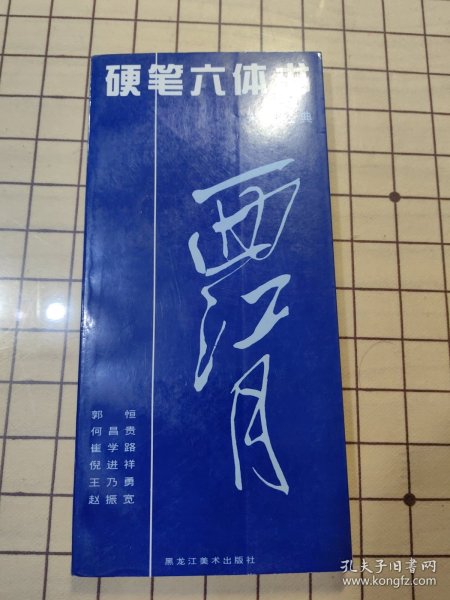 硬笔六体书
典
西江月
郭恒
何昌贵
崔学路
倪进祥
王乃勇
赵振宽
黑龙江美术出版社
孔夫子旧书网
www.kongfz.com